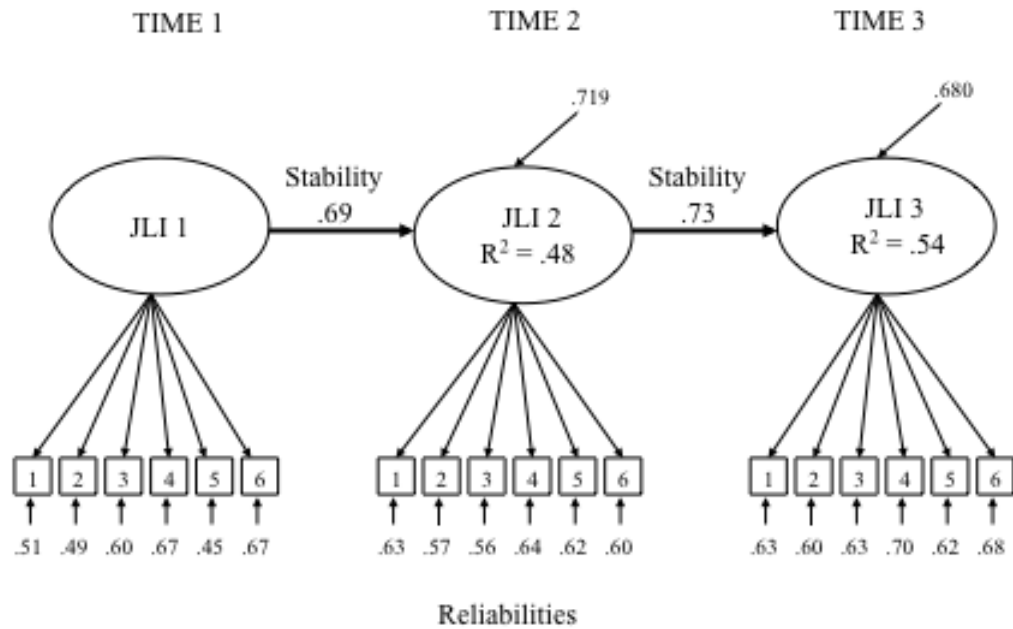 TIME 1 TIME 2 TIME 3
.719 .680
Stability Stability
.69 .73
JLI 1 JLI 2 JLI 3
R² = .48 R² = .54
1 2 3 4 5 6 1 2 3 4 5 6 1 2 3 4 5 6
.51 .49 .60 .67 .45 .67 .63 .57 .56 .64 .62 .60 .63 .60 .63 .70 .62 .68
Reliabilities